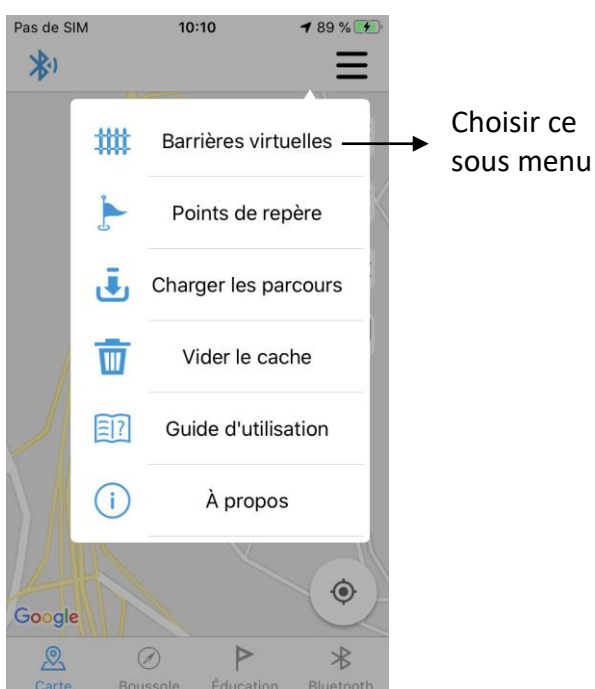 Pas de SIM 10:10 89 %
Barrières virtuelles
Choisir ce
sous menu
Points de repère
Charger les parcours
Vider le cache
Guide d'utilisation
À propos
Google
Carte Boussole Éducation Bluetooth